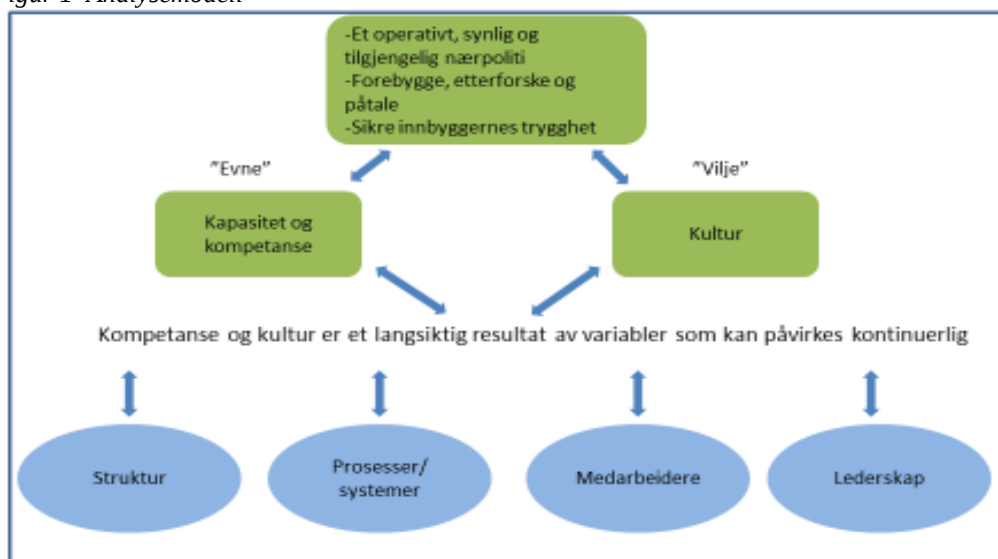 Analysemodell
-Et operativt, synlig og
tilgjengelig nærpoliti
-Forebygge, etterforske og
påtale
-Sikre innbyggernes trygghet
"Evne"
"Vilje"
Kapasitet og
kompetanse
Kultur
Kompetanse og kultur er et langsiktig resultat av variabler som kan påvirkes kontinuerlig
Struktur
Prosesser/
systemer
Medarbeidere
Lederskap